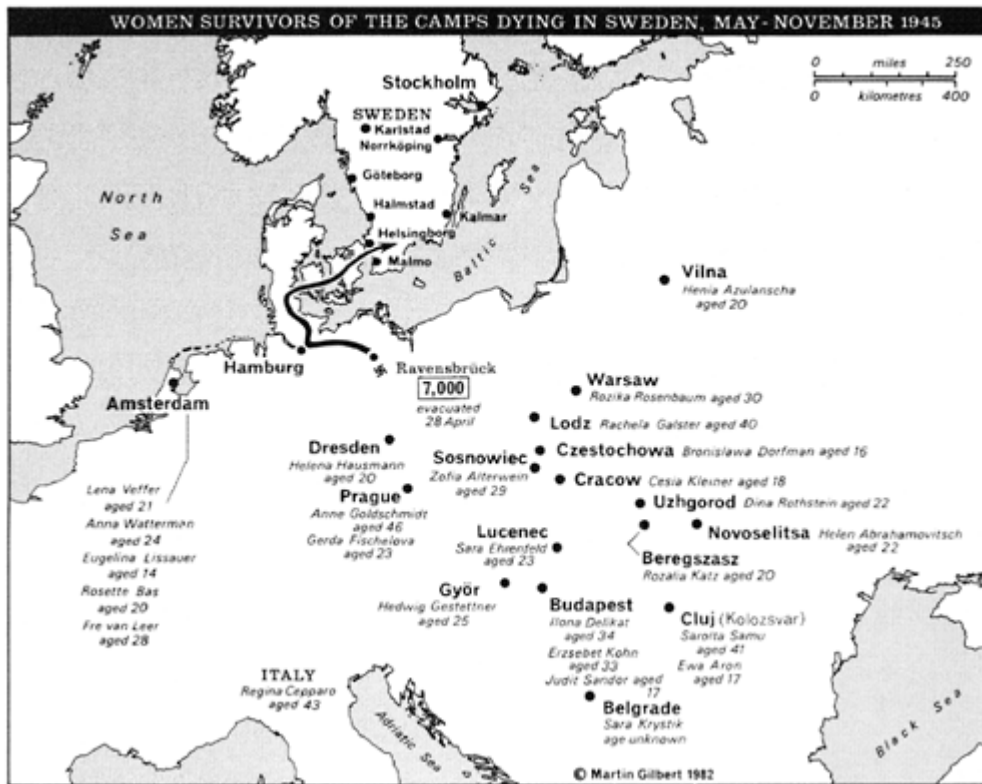 WOMEN SURVIVORS OF THE CAMPS DYING IN SWEDEN, MAY-NOVEMBER 1945
0 miles 250
0 kilometres 400
Stockholm
SWEDEN
Karlstad
Norrköping
Göteborg
North
Sea
Halmstad
Kalmar
Helsingborg
Malmo
Baltic
Sea
Vilna
Henia Azulanscha
aged 20
Hamburg
Ravensbrück
7,000
evacuated
28 April
Amsterdam
Lena Veffer
aged 21
Anna Watterman
24
Eugelina Lissauer
aged 14
Rosette Bas
aged 20
Fre van Leer
aged 28
Warsaw
Rozika Rosenbaum aged 30
Lodz Rachela Galster aged 40
Dresden
Helena Hausmann
aged 20
Czestochowa Bronislawa Dorfman aged 16
Sosnowiec
Zofia Alterwein
aged 29
Cracow Cesia Kleiner aged 18
Prague
Anne Goldschmidt
aged 46
Gerda Fischelova
aged 23
Uzhgorod Dina Rothstein aged 22
Novoselitsa Helen Abrahamovitsch
aged 22
Lucenec
Sara Ehrenfeld
aged 23
Beregszasz
Rozalia Katz aged 20
Györ
Hedwig Gestettner
aged 25
Budapest
Ilona Delikat
aged 34
Erzsebet Kohn
aged 33
Judit Sandor aged
17
Cluj (Kolozsvar)
Sarolta Samu
aged 41
Ewa Aron
aged 17
ITALY
Regina Cepparo
aged 43
Belgrade
Sara Krystik
age unknown
Adriatic Sea
Black Sea
© Martin Gilbert 1982